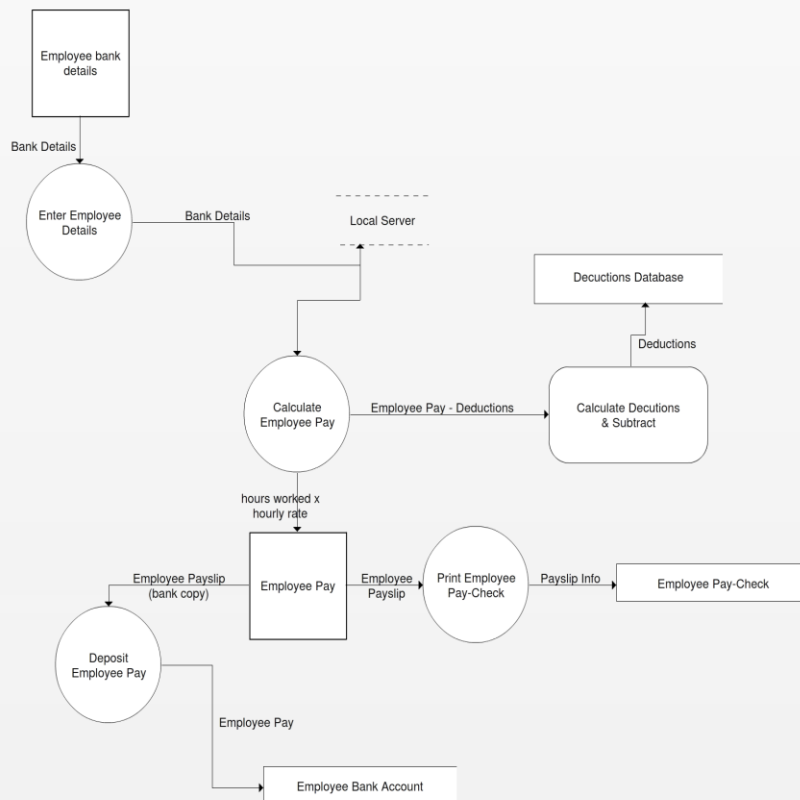 Employee bank
details
Bank Details
Enter Employee
Details
Bank Details
Local Server
Decuctions Database
Deductions
Calculate
Employee Pay
Employee Pay - Deductions
Calculate Decutions
& Subtract
hours worked x
hourly rate
Employee Payslip
(bank copy)
Employee Pay
Employee
Payslip
Print Employee
Pay-Check
Payslip Info
Employee Pay-Check
Deposit
Employee Pay
Employee Pay
Employee Bank Account